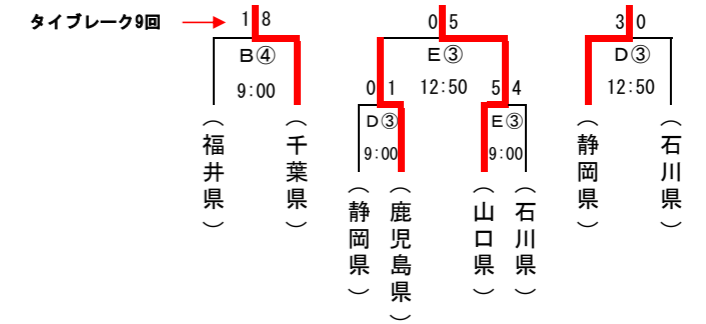 タイブレーク9回
1 8
0 5
3 0
B④
E③
D③
9:00
12:50
12:50
0 1
5 4
D③
E③
9:00
9:00
（福井県）
（千葉県）
（静岡県）
（鹿児島県）
（山口県）
（石川県）
（静岡県）
（石川県）